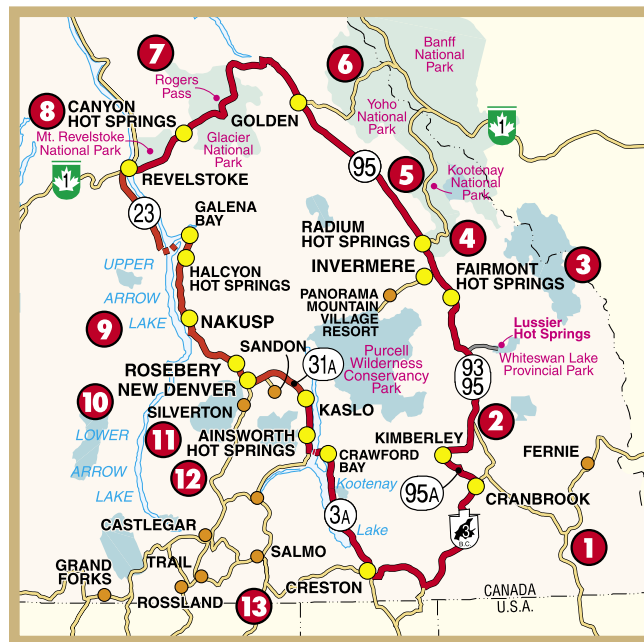 7
6
Banff
National
Park
8
CANYON
HOT SPRINGS
Rogers
Pass
GOLDEN
Yoho
National
Park
1
Mt. Revelstoke
National Park
Glacier
National
Park
1
REVELSTOKE
95
5
Kootenay
National
Park
23
GALENA
BAY
RADIUM
HOT SPRINGS
4
3
UPPER
ARROW
LAKE
HALCYON
HOT SPRINGS
INVERMERE
FAIRMONT
HOT SPRINGS
PANORAMA
MOUNTAIN
VILLAGE
RESORT
9
NAKUSP
Lussier
Hot Springs
SANDON
31A
Purcell
Wilderness
Conservancy
Park
Whiteswan Lake
Provincial Park
93
95
ROSEBERY
NEW DENVER
10
SILVERTON
KASLO
2
LOWER
ARROW
LAKE
11
AINSWORTH
HOT SPRINGS
KIMBERLEY
CRAWFORD
BAY
FERNIE
12
Kootenay
Lake
95A
CRANBROOK
3A
3
B.C.
CASTLEGAR
1
GRAND
FORKS
TRAIL
SALMO
ROSSLAND
CRESTON
13
CANADA
U.S.A.